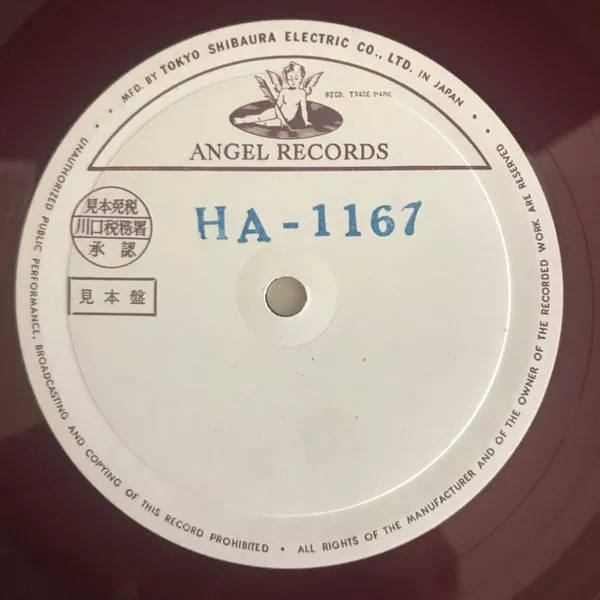 MFD. BY TOKYO SHIBAURA ELECTRIC CO., LTD. IN JAPAN
REGD. TRADE MARK
ANGEL RECORDS
HA-1167
見本免税
川口税務署
承認
見本盤
UNAUTHORIZED PUBLIC PERFORMANCE, BROADCASTING AND COPYING OF THIS RECORD PROHIBITED • ALL RIGHTS OF THE MANUFACTURER AND OF THE OWNER OF THE RECORDED WORK ARE RESERVED